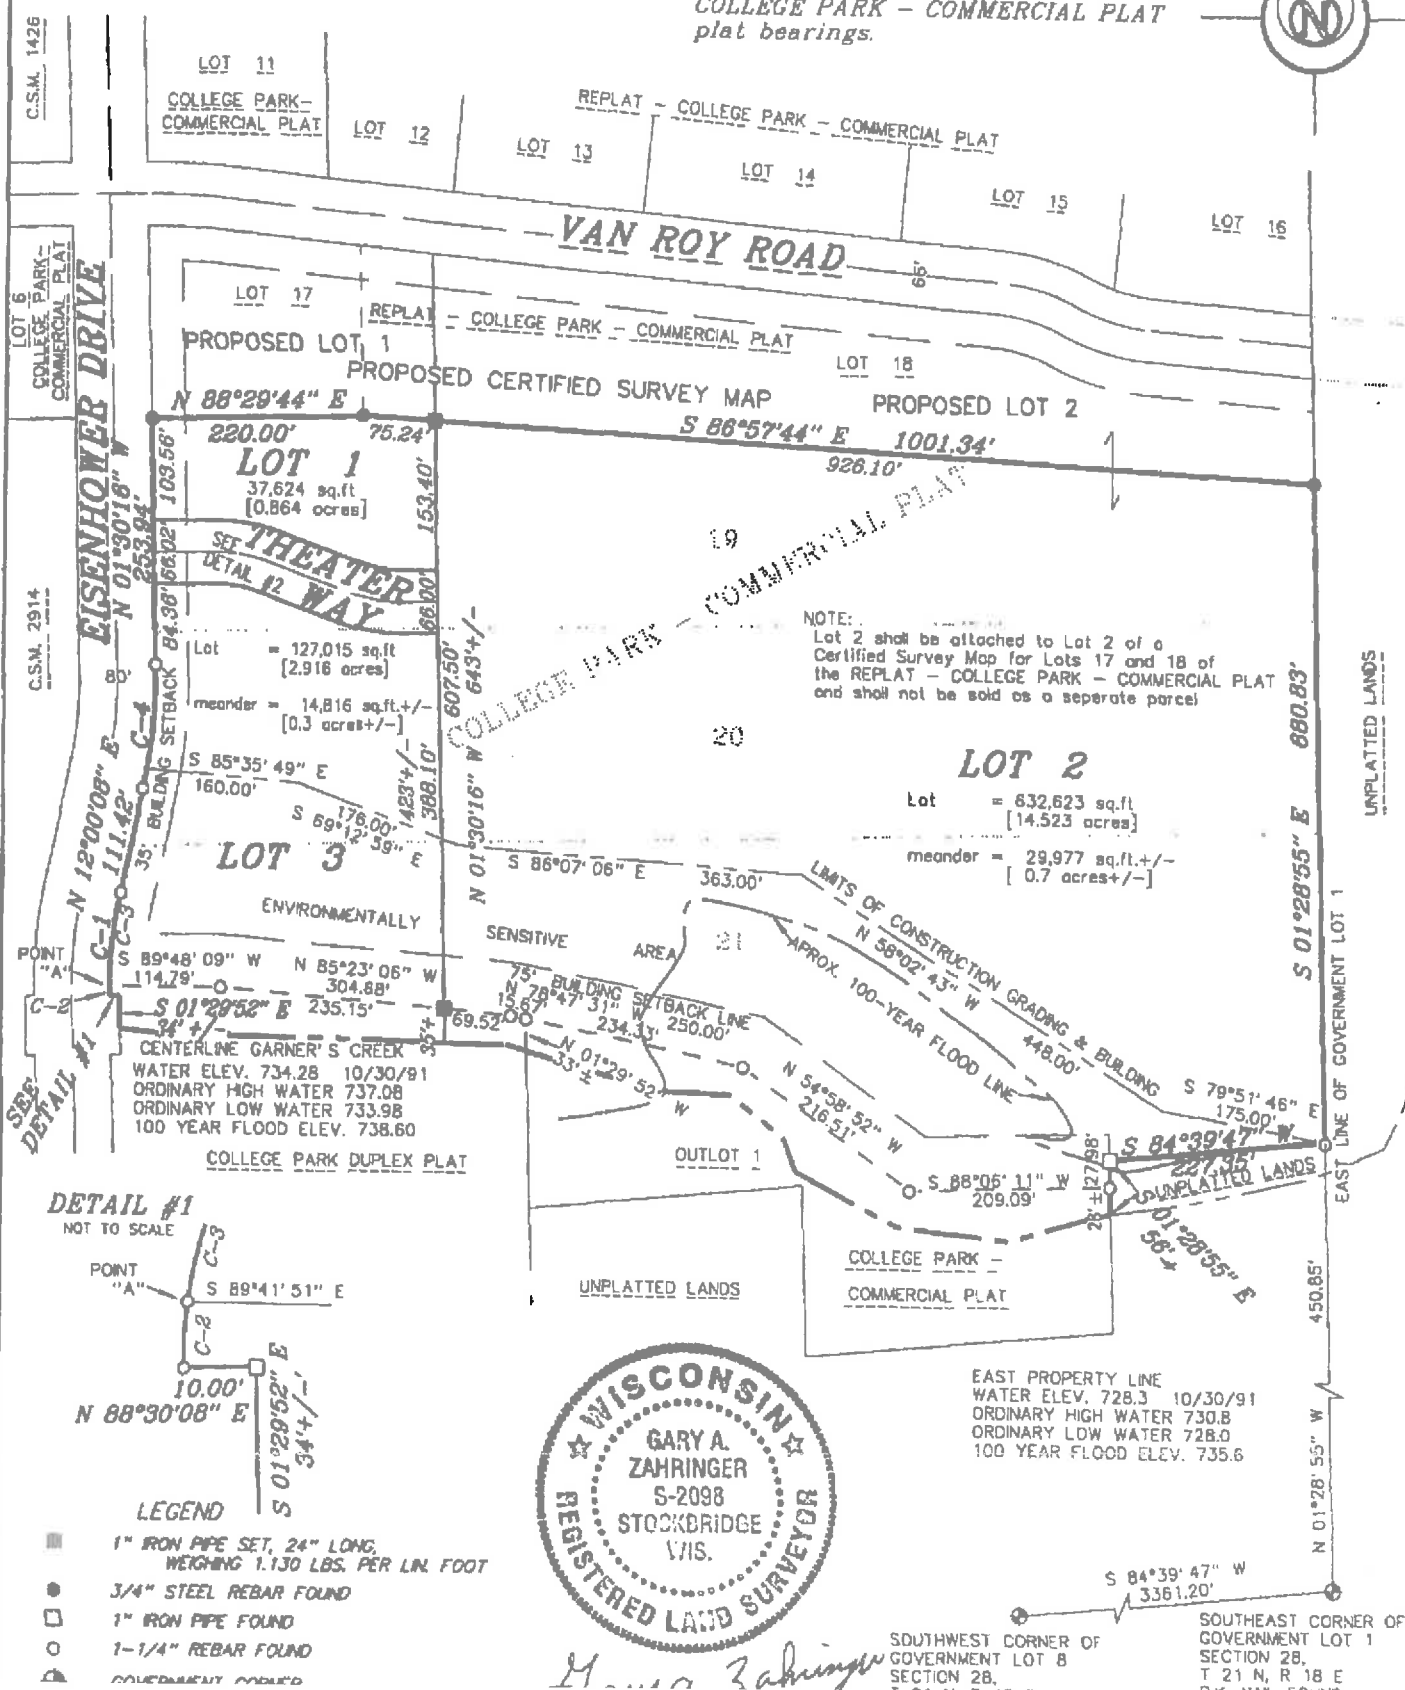 COLLEGE PARK - COMMERCIAL PLAT
plat bearings.
N
C.S.M. 1426
LOT 11
COLLEGE PARK-
COMMERCIAL PLAT
LOT 12
REPLAT - COLLEGE PARK - COMMERCIAL PLAT
LOT 13
LOT 14
LOT 15
LOT 16
VAN ROY ROAD
66'
LOT 6
COLLEGE PARK-
COMMERCIAL PLAT
EISENHOWER DRIVE
LOT 17
REPLAT - COLLEGE PARK - COMMERCIAL PLAT
PROPOSED LOT 1
LOT 18
PROPOSED CERTIFIED SURVEY MAP
PROPOSED LOT 2
N 88°29'44" E
220.00'
75.24'
S 86°57'44" E 1001.34'
926.10'
LOT 1
37,624 sq.ft
[0.864 acres]
103.56'
153.40'
N 01°30'16" W
253.94'
66.02'
84.36'
SEE
DETAIL #2
THEATER
WAY
66.00'
19
COLLEGE PARK - COMMERCIAL PLAT
C.S.M. 2914
80'
Lot = 127,015 sq.ft
[2.916 acres]
meander = 14,816 sq.ft.+/-
[0.3 acres+/-]
607.50'
643'+/-
N 01°30'16" W
NOTE:
Lot 2 shall be attached to Lot 2 of a
Certified Survey Map for Lots 17 and 18 of
the REPLAT - COLLEGE PARK - COMMERCIAL PLAT
and shall not be sold as a seperate parcel
UNPLATTED LANDS
880.83'
S 01°28'55" E
20
LOT 2
Lot = 632,623 sq.ft
[14.523 acres]
meander = 29,977 sq.ft.+/-
[ 0.7 acres+/-]
C-4
35' BUILDING SETBACK
N 12°00'08" E
111.42'
S 85°35'49" E
160.00'
176.00'
S 69°12'39" E
423'+/-
388.10'
LOT 3
S 86°07'06" E
363.00'
LIMITS OF CONSTRUCTION GRADING & BUILDING
N 58°02'43" W
448.00'
ENVIRONMENTALLY
SENSITIVE
AREA
21
APPROX. 100-YEAR FLOOD LINE
C-1
C-3
POINT
"A"
C-2
S 89°48'09" W
114.79'
N 85°23'06" W
304.88'
235.15'
S 01°29'52" E
34' ±
35'±
69.52'
75' BUILDING SETBACK LINE
N 78°47'31" W
15.67'
234.33'
250.00'
N 01°29'52" W
33'±
N 54°58'52" W
216.51'
S 79°51'46" E
175.00'
S 84°39'47" W
227.35'
UNPLATTED LANDS
EAST LINE OF GOVERNMENT LOT 1
CENTERLINE GARNER'S CREEK
WATER ELEV. 734.28 10/30/91
ORDINARY HIGH WATER 737.08
ORDINARY LOW WATER 733.98
100 YEAR FLOOD ELEV. 738.60
SEE
DETAIL #1
COLLEGE PARK DUPLEX PLAT
OUTLOT 1
S 88°06'11" W
209.09'
27.98'
28'±
S 01°28'55" E
56'±
DETAIL #1
NOT TO SCALE
POINT
"A"
C-3
S 89°41'51" E
C-2
10.00'
N 88°30'08" E
S 01°29'52" E
34'+/-
UNPLATTED LANDS
COLLEGE PARK -
COMMERCIAL PLAT
450.85'
N 01°28'55" W
EAST PROPERTY LINE
WATER ELEV. 728.3 10/30/91
ORDINARY HIGH WATER 730.8
ORDINARY LOW WATER 728.0
100 YEAR FLOOD ELEV. 735.6
WISCONSIN
GARY A.
ZAHRINGER
S-2098
STOCKBRIDGE
WIS.
REGISTERED LAND SURVEYOR
LEGEND
1" IRON PIPE SET, 24" LONG,
WEIGHING 1.130 LBS. PER LIN. FOOT
3/4" STEEL REBAR FOUND
1" IRON PIPE FOUND
1-1/4" REBAR FOUND
GOVERNMENT CORNER
Zahringer
S 84°39'47" W
3361.20'
SOUTHWEST CORNER OF
GOVERNMENT LOT 8
SECTION 28,
SOUTHEAST CORNER OF
GOVERNMENT LOT 1
SECTION 28,
T 21 N, R 18 E